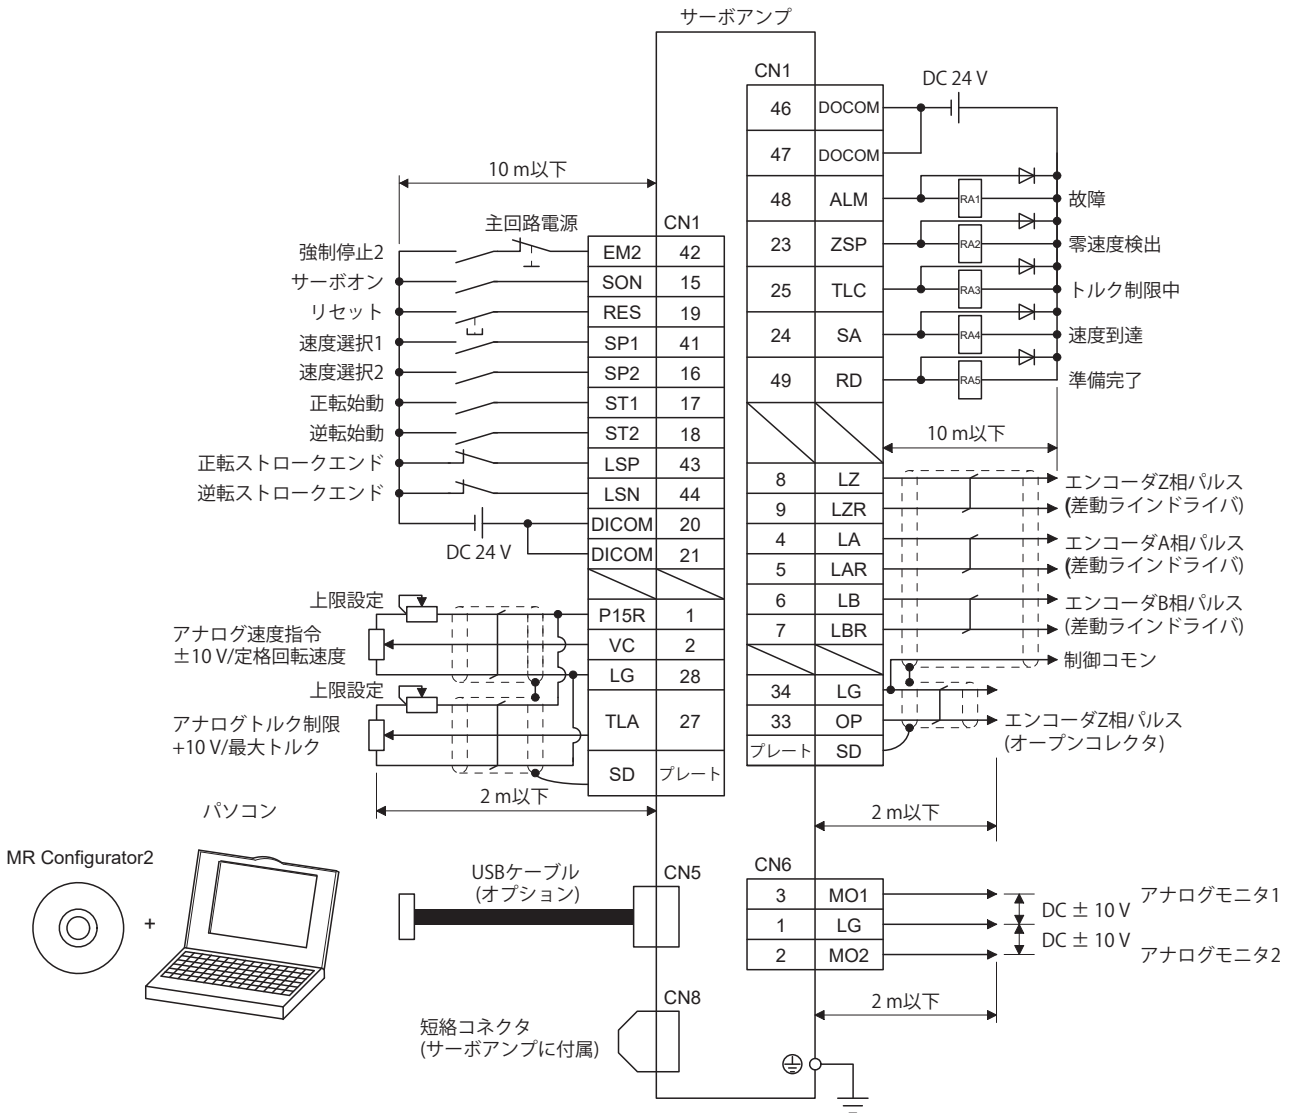 サーボアンプ
CN1
DC 24 V
46 DOCOM
47 DOCOM
48 ALM RA1 故障
23 ZSP RA2 零速度検出
25 TLC RA3 トルク制限中
24 SA RA4 速度到達
49 RD RA5 準備完了
10 m以下
8 LZ エンコーダZ相パルス
9 LZR (差動ラインドライバ)
4 LA エンコーダA相パルス
5 LAR (差動ラインドライバ)
6 LB エンコーダB相パルス
7 LBR (差動ラインドライバ)
制御コモン
34 LG
33 OP エンコーダZ相パルス
(オープンコレクタ)
プレート SD
2 m以下
10 m以下
主回路電源
CN1
強制停止2 EM2 42
サーボオン SON 15
リセット RES 19
速度選択1 SP1 41
速度選択2 SP2 16
正転始動 ST1 17
逆転始動 ST2 18
正転ストロークエンド LSP 43
逆転ストロークエンド LSN 44
DICOM 20
DC 24 V
DICOM 21
上限設定
P15R 1
アナログ速度指令
±10 V/定格回転速度
VC 2
LG 28
上限設定
アナログトルク制限
+10 V/最大トルク
TLA 27
SD プレート
2 m以下
パソコン
MR Configurator2
+
USBケーブル
(オプション)
CN5
CN6
3 MO1 アナログモニタ1
DC ± 10 V
1 LG
DC ± 10 V
2 MO2 アナログモニタ2
2 m以下
CN8
短絡コネクタ
(サーボアンプに付属)